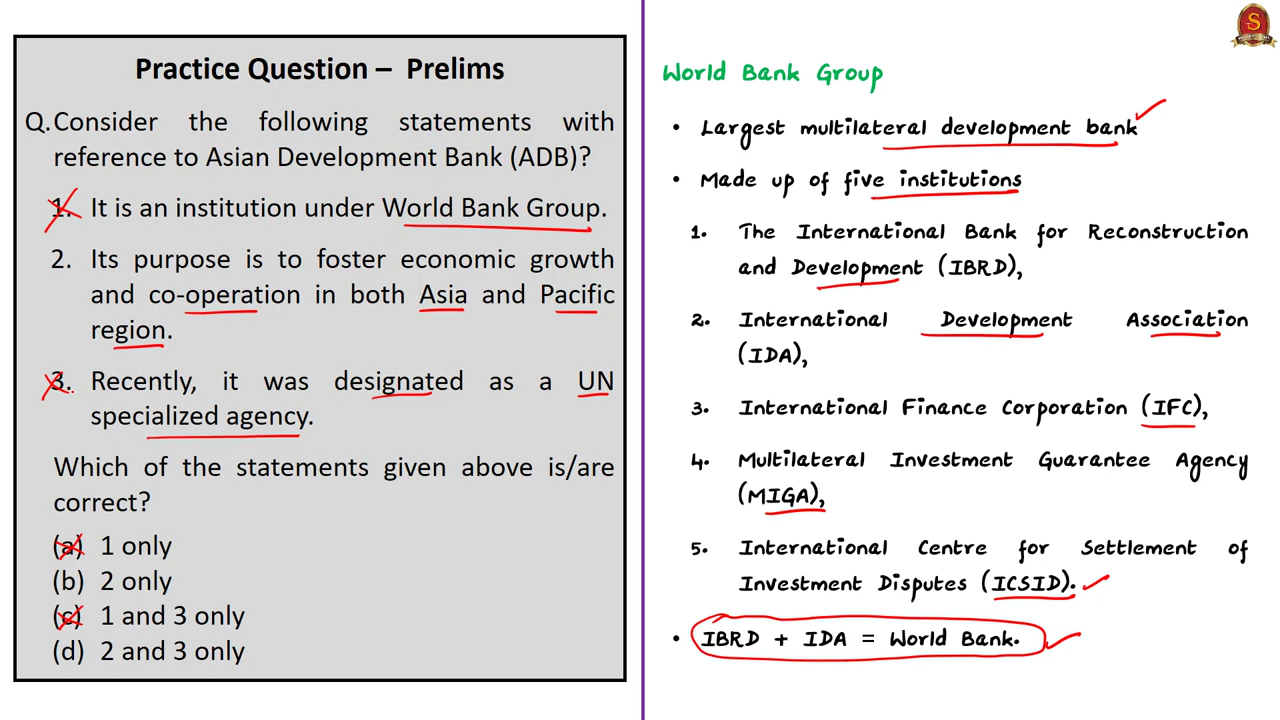 Practice Question – Prelims
Q. Consider the following statements with
reference to Asian Development Bank (ADB)?
1. It is an institution under World Bank Group.
2. Its purpose is to foster economic growth
and co-operation in both Asia and Pacific
region.
3. Recently, it was designated as a UN
specialized agency.
Which of the statements given above is/are
correct?
(a) 1 only
(b) 2 only
(c) 1 and 3 only
(d) 2 and 3 only
World Bank Group
• Largest multilateral development bank
• Made up of five institutions
1. The International Bank for Reconstruction
and Development (IBRD),
2. International Development Association
(IDA),
3. International Finance Corporation (IFC),
4. Multilateral Investment Guarantee Agency
(MIGA),
5. International Centre for Settlement of
Investment Disputes (ICSID).
• IBRD + IDA = World Bank.
S